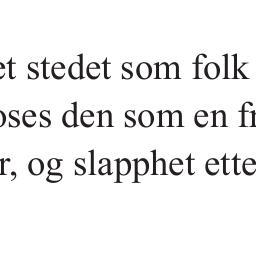 et stedet som folk
oses den som en fr
r, og slapphet ette